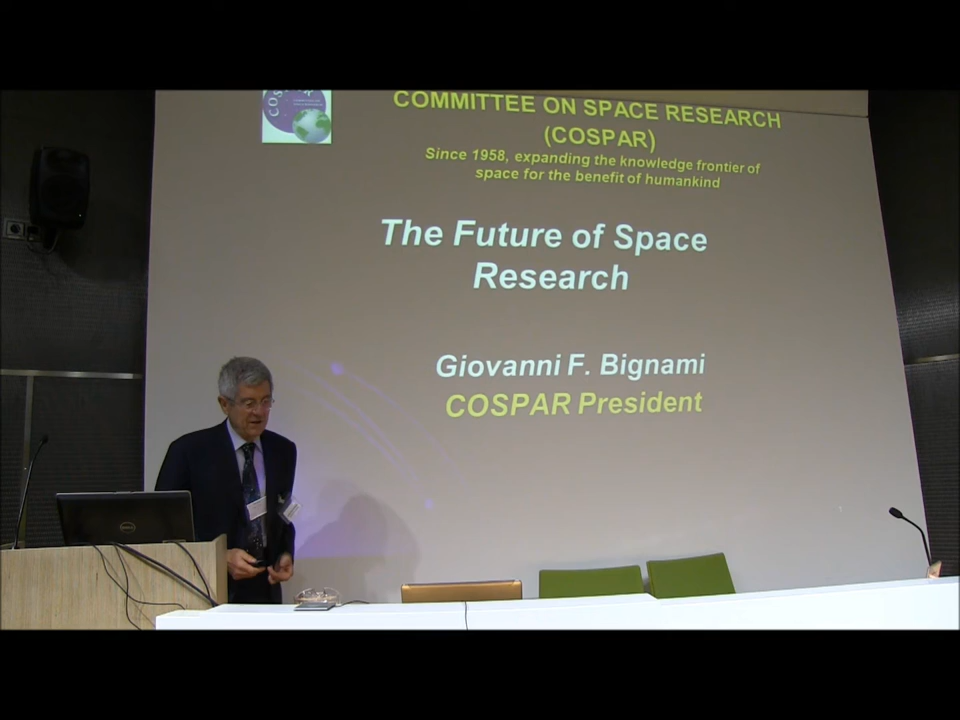 COMMITTEE ON SPACE RESEARCH
(COSPAR)
Since 1958, expanding the knowledge frontier of
space for the benefit of humankind
The Future of Space
Research
Giovanni F. Bignami
COSPAR President
DELL